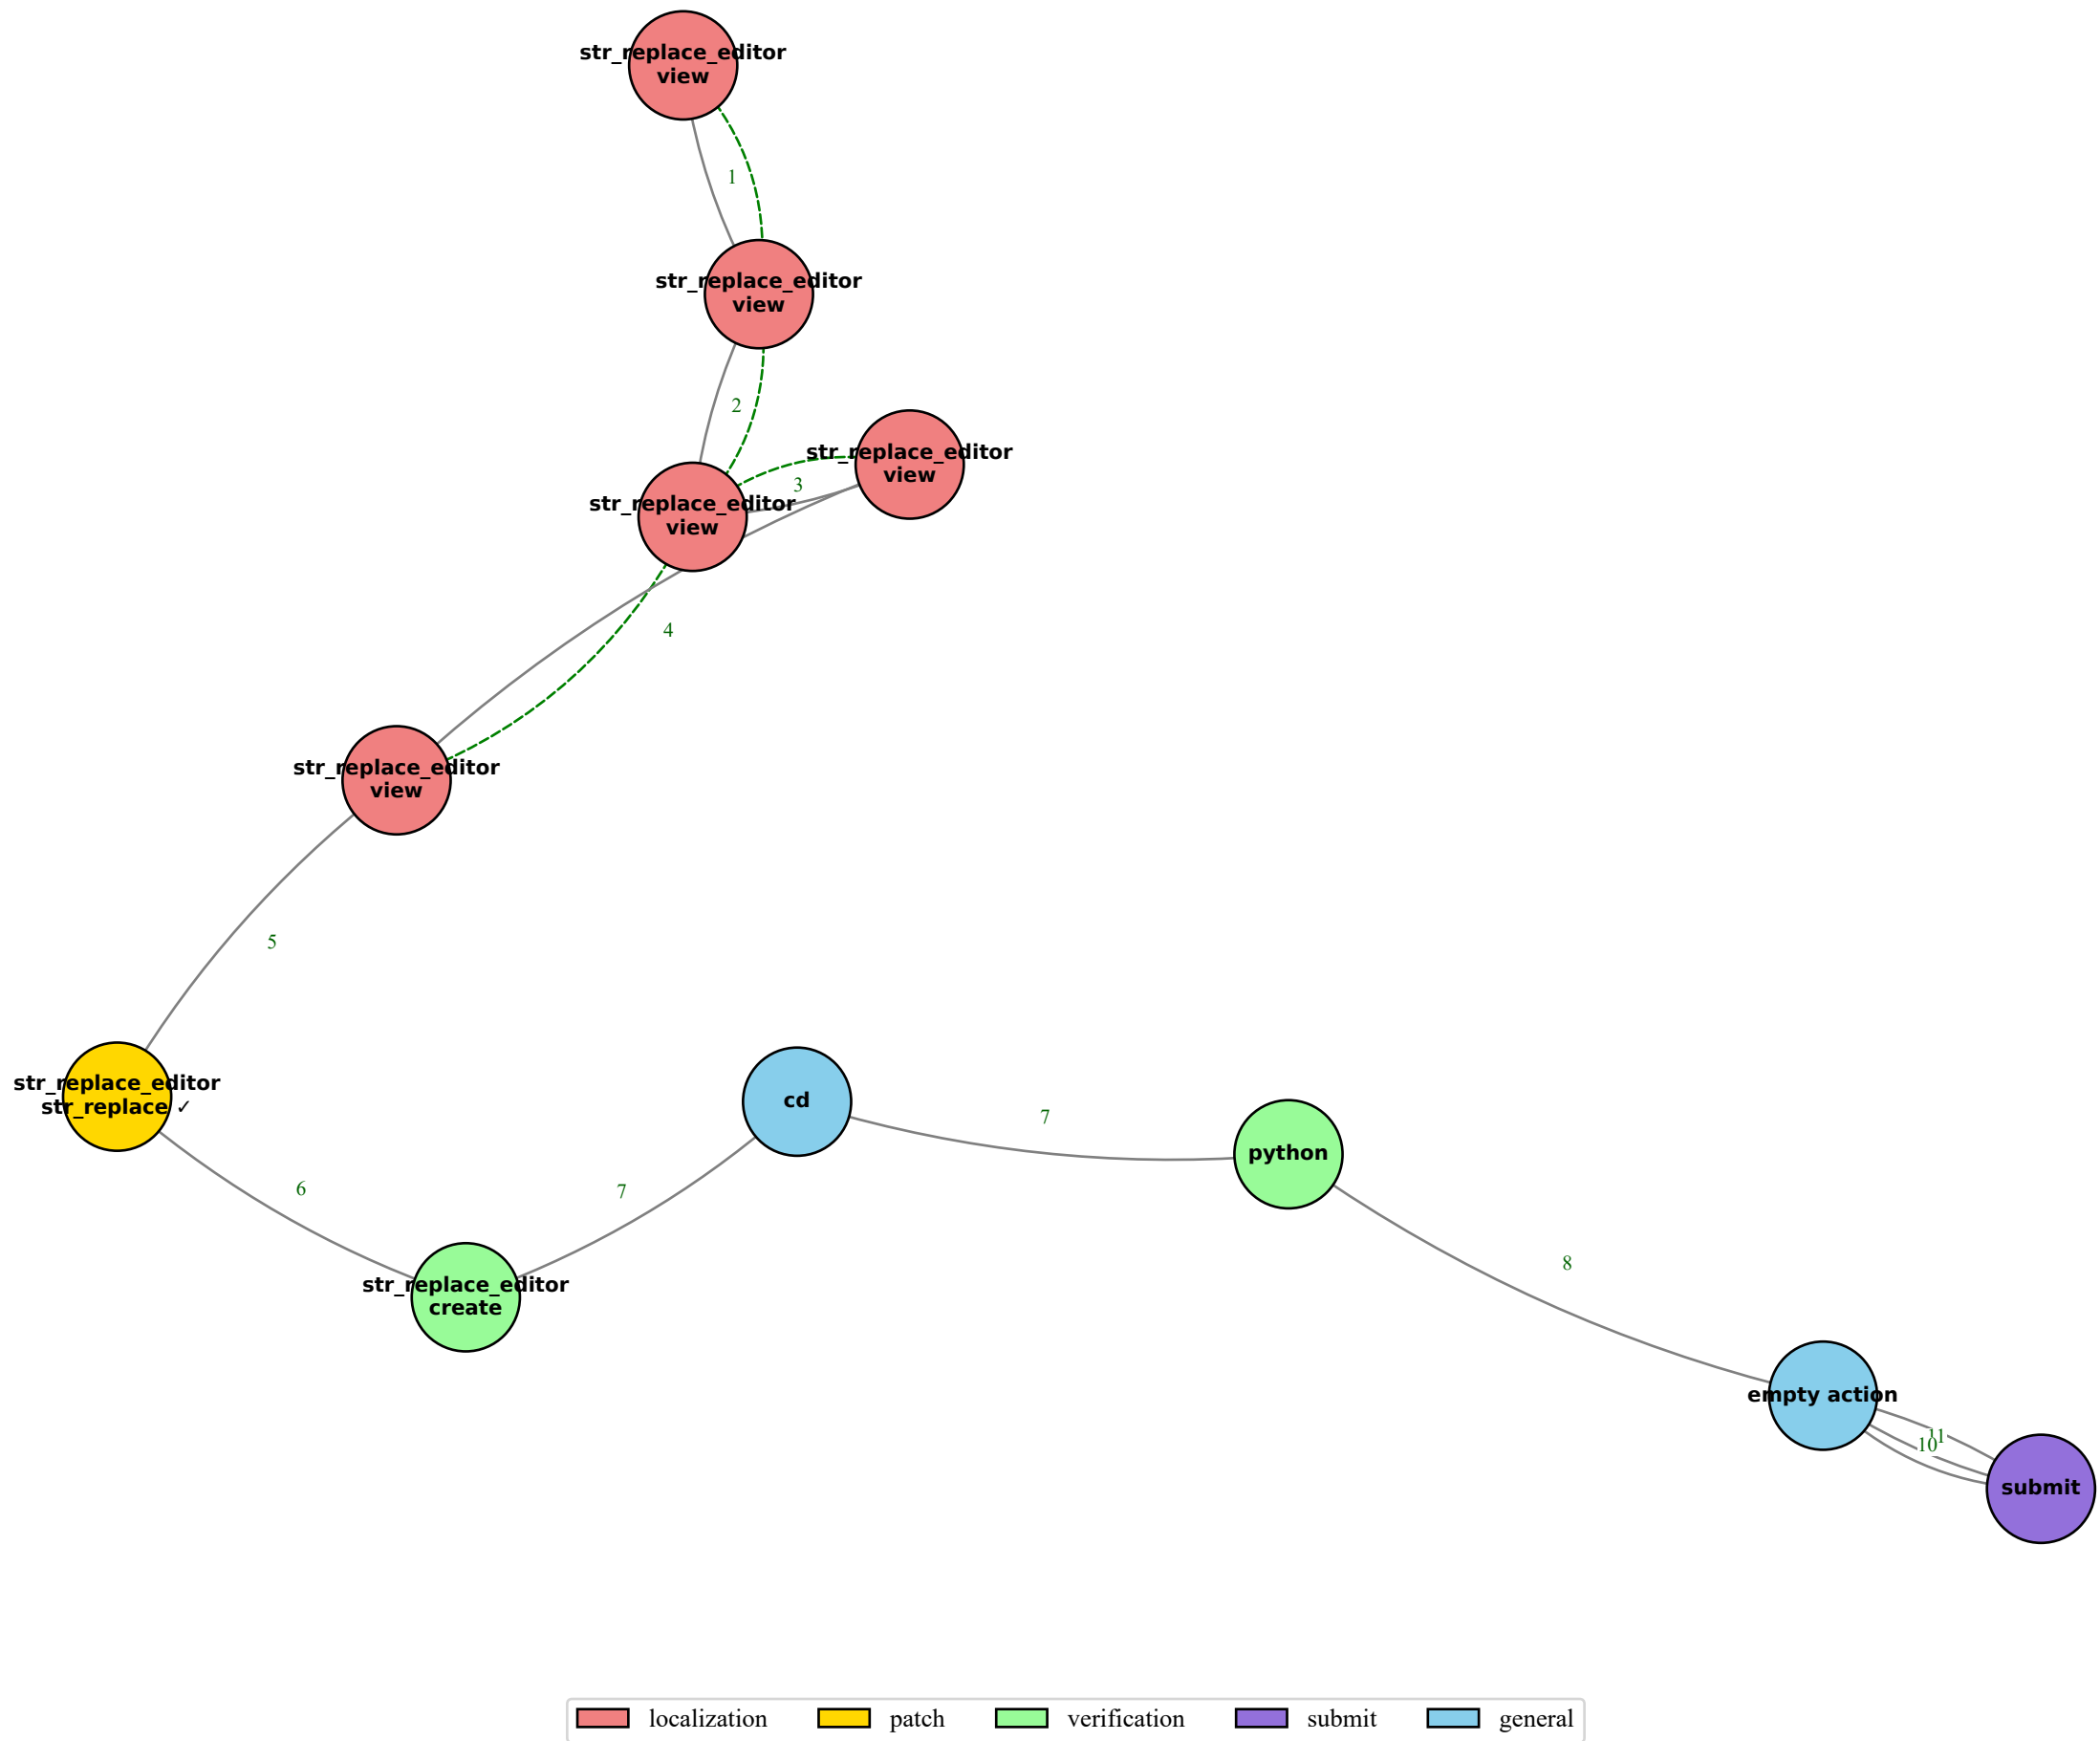 str_replace_editor
view
1
str_replace_editor
view
2
str_replace_editor
view
3
str_replace_editor
view
4
str_replace_editor
view
5
str_replace_editor
str_replace ✓
cd
7
python
6
7
str_replace_editor
create
8
empty action
11
10
submit
localization
patch
verification
submit
general